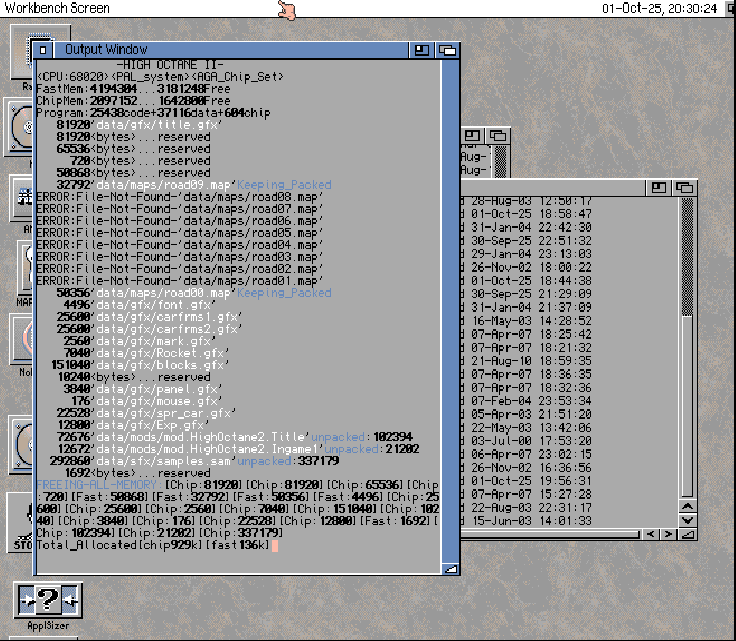 Workbench Screen 01-Oct-25, 20:30:24
Output Window
-HIGH OCTANE II-
<CPU:68020><PAL_system><AGA_Chip_Set>
FastMem:4194304...3181248Free
ChipMem:2097152...1642800Free
Program:25438code+37116data+604chip
81920'data/gfx/title.gfx'
81920<bytes>...reserved
65536<bytes>...reserved
720<bytes>...reserved
50868<bytes>...reserved
32792'data/maps/road09.map'Keeping_Packed
ERROR:File-Not-Found-'data/maps/road08.map'
ERROR:File-Not-Found-'data/maps/road07.map'
ERROR:File-Not-Found-'data/maps/road06.map'
ERROR:File-Not-Found-'data/maps/road05.map'
ERROR:File-Not-Found-'data/maps/road04.map'
ERROR:File-Not-Found-'data/maps/road03.map'
ERROR:File-Not-Found-'data/maps/road02.map'
ERROR:File-Not-Found-'data/maps/road01.map'
50356'data/maps/road00.map'Keeping_Packed
4496'data/gfx/font.gfx'
25600'data/gfx/carfrms1.gfx'
25600'data/gfx/carfrms2.gfx'
2560'data/gfx/mark.gfx'
7040'data/gfx/Rocket.gfx'
151040'data/gfx/blocks.gfx'
10240<bytes>...reserved
3840'data/gfx/panel.gfx'
176'data/gfx/mouse.gfx'
22528'data/gfx/spr_car.gfx'
12800'data/gfx/Exp.gfx'
72676'data/mods/mod.HighOctane2.Title'unpacked:102394
12672'data/mods/mod.HighOctane2.Ingame1'unpacked:21202
292860'data/sfx/samples.sam'unpacked:337179
1692<bytes>...reserved
FREEING-ALL-MEMORY:[Chip:81920][Chip:81920][Chip:65536][Chip
:720][Fast:50868][Fast:32792][Fast:50356][Fast:4496][Chip:25
600][Chip:25600][Chip:2560][Chip:7040][Chip:151040][Chip:102
40][Chip:3840][Chip:176][Chip:22528][Chip:12800][Fast:1692][
Chip:102394][Chip:21202][Chip:337179]
Total_Allocated[chip929k][fast136k]
Aug-
Aug-
28-Aug-03 12:50:17
01-Oct-25 18:58:47
31-Jan-04 22:42:30
30-Sep-25 22:51:32
29-Jan-04 23:13:03
26-Nov-02 18:00:22
01-Oct-25 18:44:38
30-Sep-25 21:29:09
31-Jan-04 21:37:09
16-May-03 14:28:52
07-Apr-07 18:25:42
07-Apr-07 18:21:32
21-Aug-10 18:59:35
07-Apr-07 18:36:35
07-Apr-07 18:32:36
07-Feb-04 23:53:34
05-Apr-03 21:51:20
22-May-03 13:42:06
03-Jul-00 17:53:20
06-Apr-07 23:02:15
26-Nov-02 16:36:56
01-Oct-25 19:56:31
07-Apr-07 15:27:28
22-Aug-03 22:31:17
15-Jun-03 14:01:33
ApplSizer